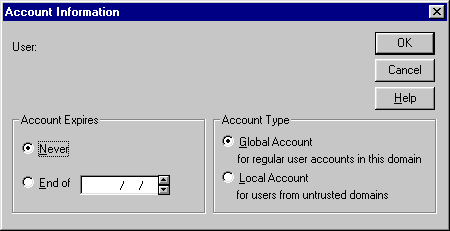 Account Information
User:
OK
Cancel
Help
Account Expires
Never
End of / /
Account Type
Global Account
for regular user accounts in this domain
Local Account
for users from untrusted domains